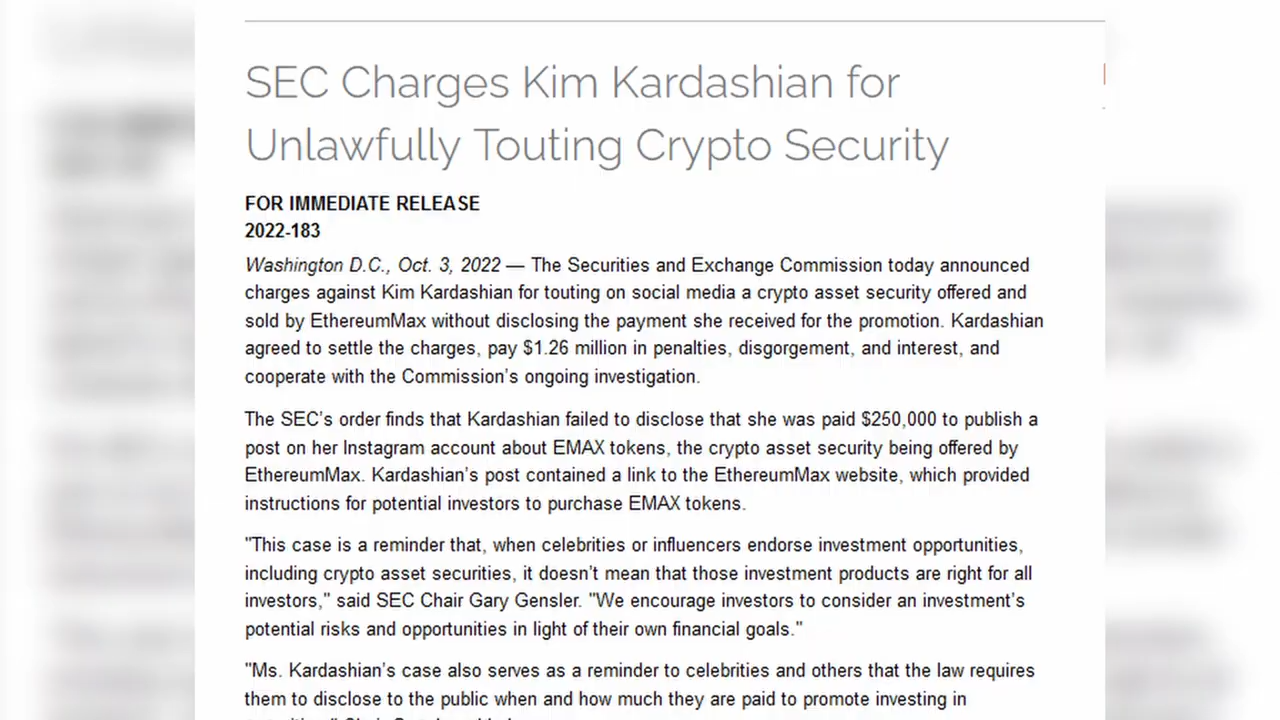 SEC Charges Kim Kardashian for
Unlawfully Touting Crypto Security
FOR IMMEDIATE RELEASE
2022-183
Washington D.C., Oct. 3, 2022 — The Securities and Exchange Commission today announced
charges against Kim Kardashian for touting on social media a crypto asset security offered and
sold by EthereumMax without disclosing the payment she received for the promotion. Kardashian
agreed to settle the charges, pay $1.26 million in penalties, disgorgement, and interest, and
cooperate with the Commission’s ongoing investigation.
The SEC’s order finds that Kardashian failed to disclose that she was paid $250,000 to publish a
post on her Instagram account about EMAX tokens, the crypto asset security being offered by
EthereumMax. Kardashian’s post contained a link to the EthereumMax website, which provided
instructions for potential investors to purchase EMAX tokens.
"This case is a reminder that, when celebrities or influencers endorse investment opportunities,
including crypto asset securities, it doesn’t mean that those investment products are right for all
investors," said SEC Chair Gary Gensler. "We encourage investors to consider an investment’s
potential risks and opportunities in light of their own financial goals."
"Ms. Kardashian’s case also serves as a reminder to celebrities and others that the law requires
them to disclose to the public when and how much they are paid to promote investing in